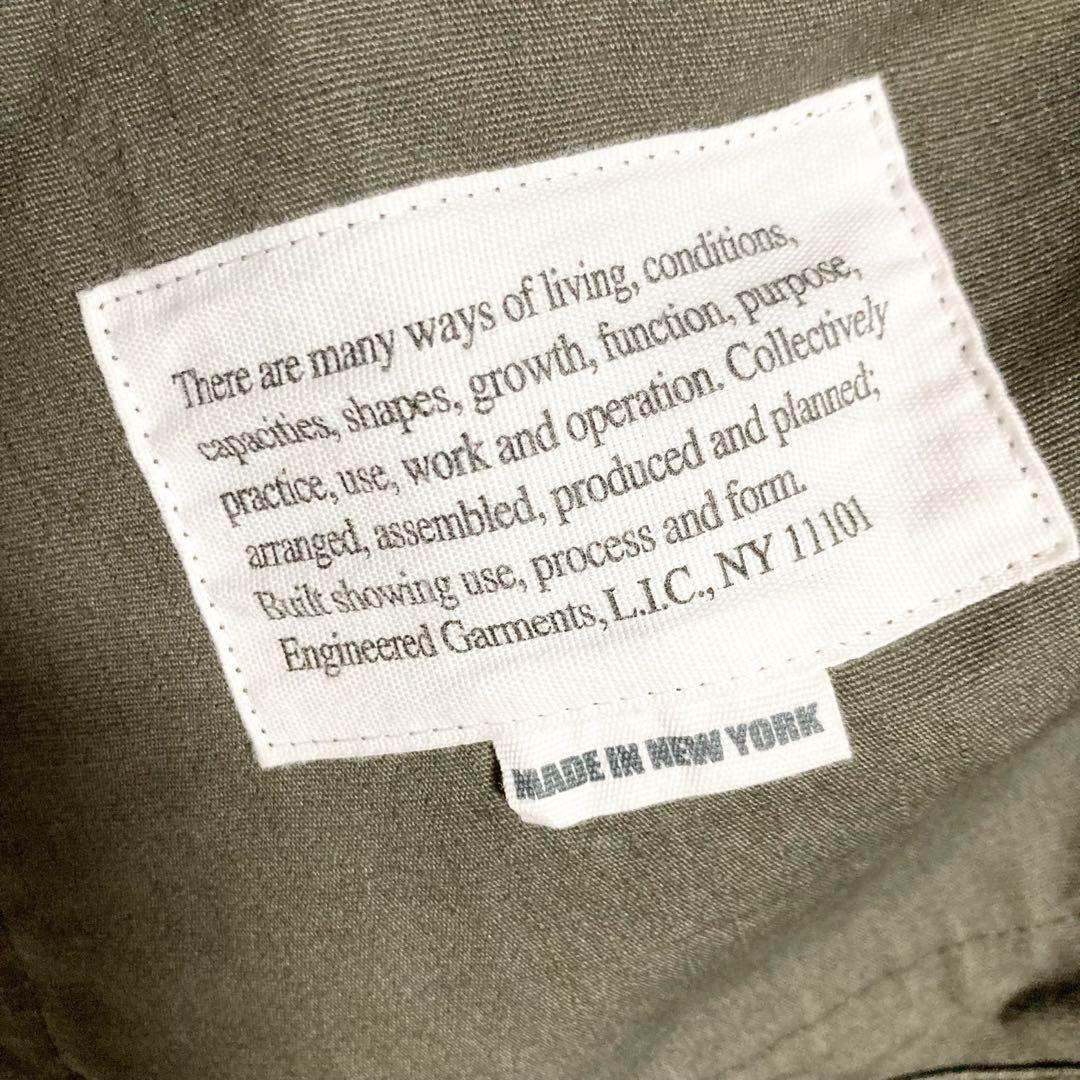 There are many ways of living, conditions,
capacities, shapes, growth, function, purpose,
practice, use, work and operation. Collectively
arranged, assembled, produced and planned;
Built showing use, process and form.
Engineered Garments, L.I.C., NY 11101
MADE IN NEW YORK